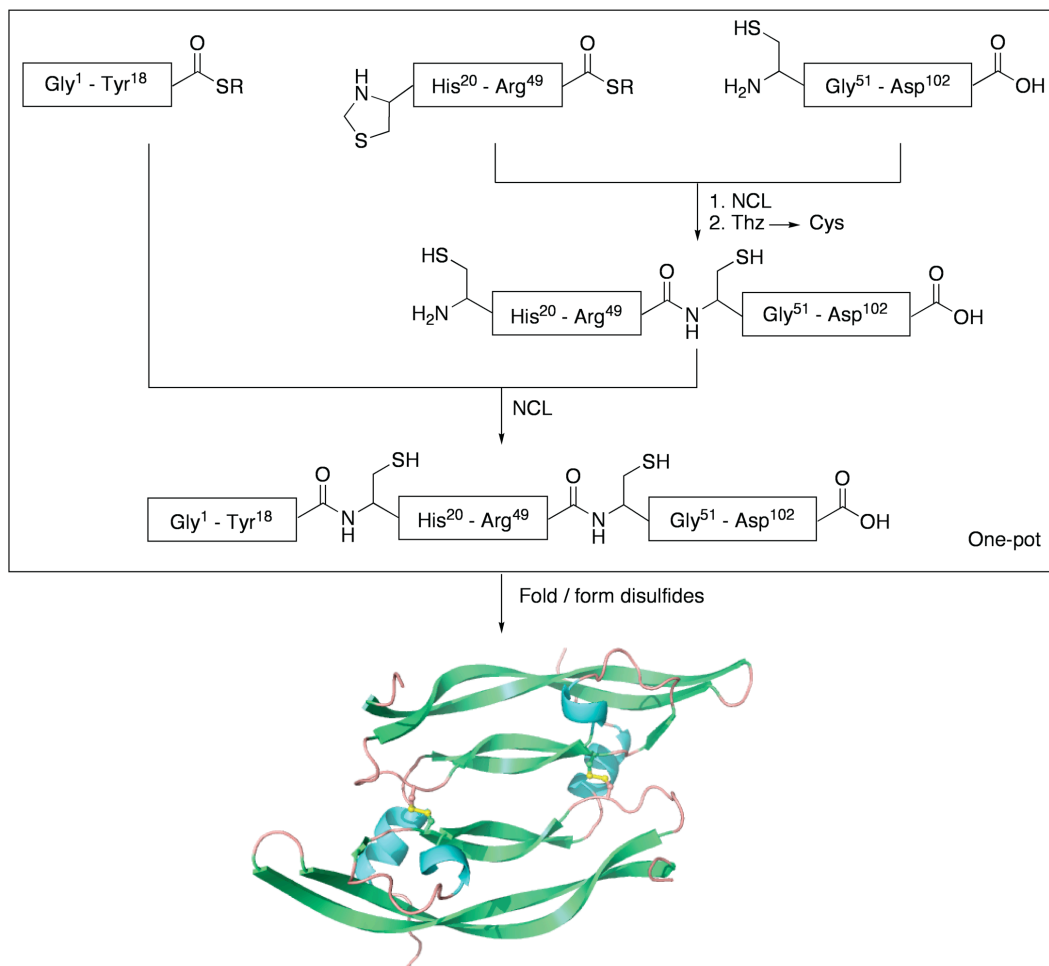 Gly¹ - Tyr¹⁸
O
SR
H
N
S
His²⁰ - Arg⁴⁹
O
SR
HS
H₂N
Gly⁵¹ - Asp¹⁰²
O
OH
1. NCL
2. Thz → Cys
HS
H₂N
His²⁰ - Arg⁴⁹
O
N
H
SH
Gly⁵¹ - Asp¹⁰²
O
OH
NCL
Gly¹ - Tyr¹⁸
O
N
H
SH
His²⁰ - Arg⁴⁹
O
N
H
SH
Gly⁵¹ - Asp¹⁰²
O
OH
One-pot
Fold / form disulfides